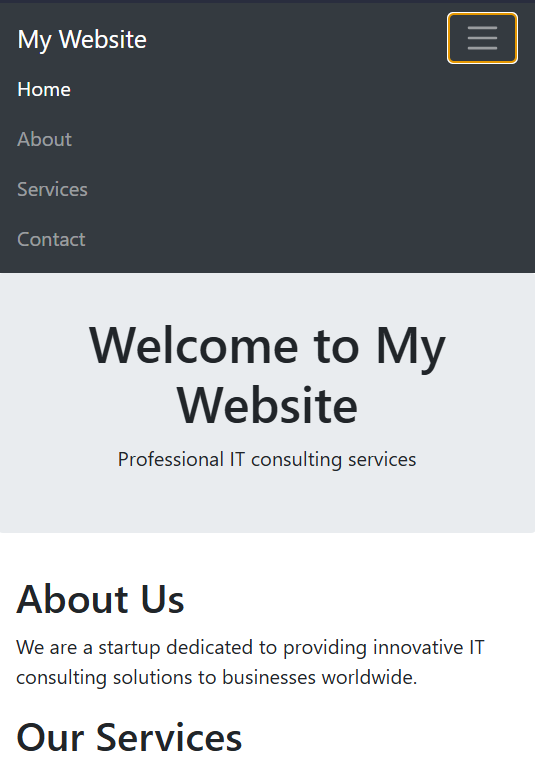 My Website
Home
About
Services
Contact
Welcome to My
Website
Professional IT consulting services
About Us
We are a startup dedicated to providing innovative IT
consulting solutions to businesses worldwide.
Our Services